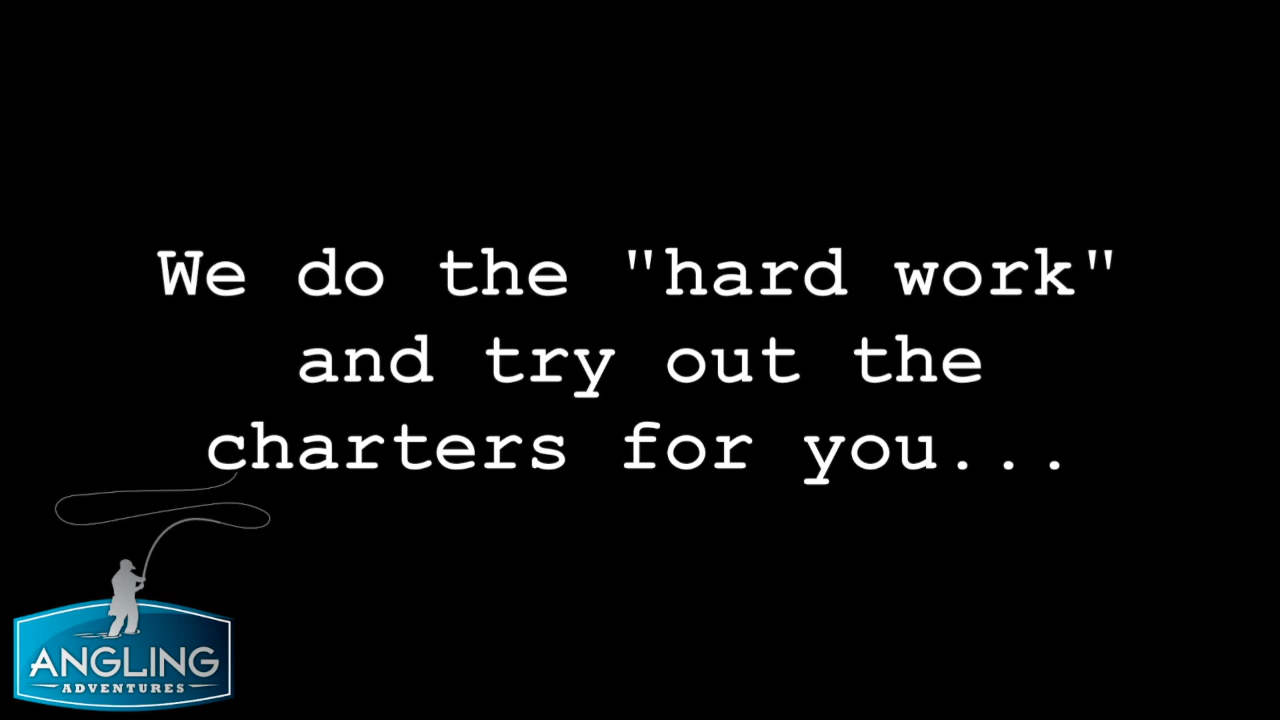 We do the "hard work"
and try out the
charters for you...
ANGLING
ADVENTURES